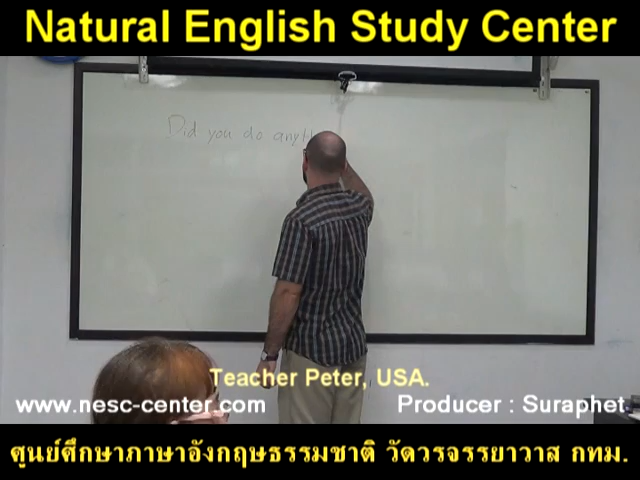 Natural English Study Center
Did you do anyth
Teacher Peter, USA.
www.nesc-center.com
Producer : Suraphet
ศูนย์ศึกษาภาษาอังกฤษธรรมชาติ วัดวรจรรยาวาส กทม.